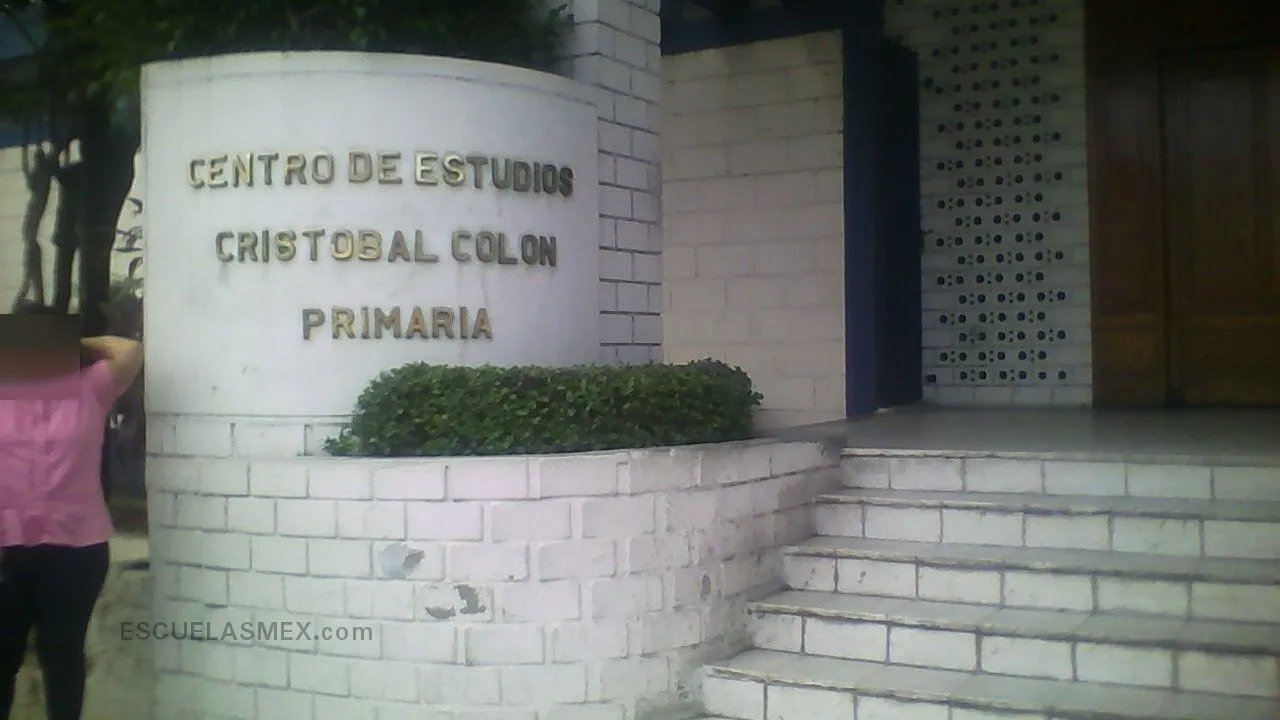 CENTRO DE ESTUDIOS
CRISTOBAL COLON
PRIMARIA
ESCUELASMEX.com